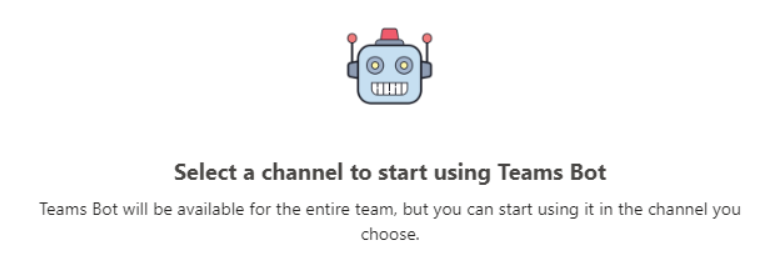 Select a channel to start using Teams Bot
Teams Bot will be available for the entire team, but you can start using it in the channel you
choose.